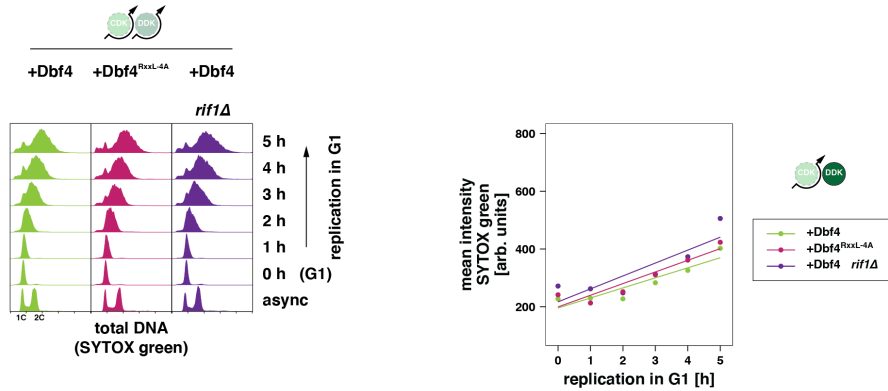 CDK DDK
+Dbf4 +Dbf4RxxL-4A +Dbf4
rif1Δ
5 h
4 h
3 h
2 h
1 h
0 h (G1)
async
replication in G1
1C 2C
total DNA
(SYTOX green)
mean intensity
SYTOX green
[arb. units]
800
600
400
200
0 1 2 3 4 5
replication in G1 [h]
CDK DDK
+Dbf4
+Dbf4RxxL-4A
+Dbf4 rif1Δ